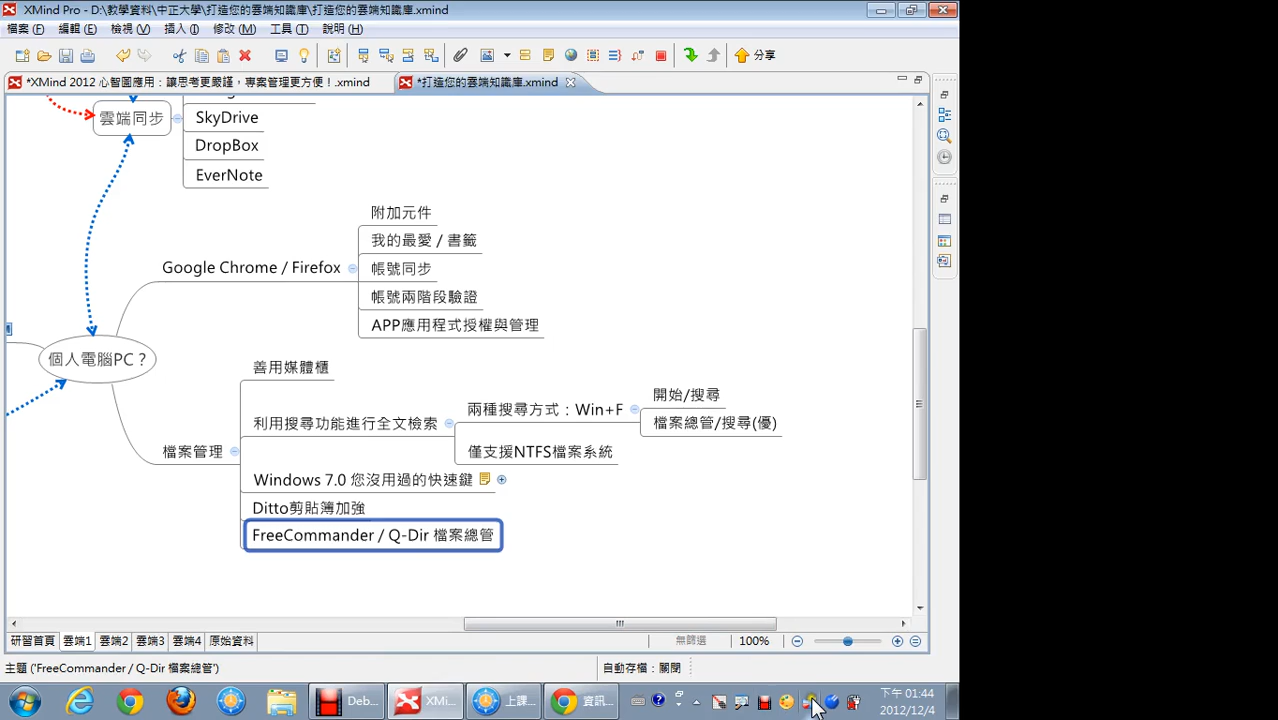 XMind Pro - D:\教學資料\中正大學\打造您的雲端知識庫\打造您的雲端知識庫.xmind
檔案(F) 編輯(E) 檢視(V) 插入(I) 修改(M) 工具(T) 說明(H)
分享
*XMind 2012 心智圖應用：讓思考更嚴謹，專案管理更方便！.xmind
*打造您的雲端知識庫.xmind
雲端同步
SkyDrive
DropBox
EverNote
附加元件
我的最愛 / 書籤
Google Chrome / Firefox
帳號同步
帳號兩階段驗證
APP應用程式授權與管理
個人電腦PC？
善用媒體櫃
開始/搜尋
兩種搜尋方式：Win+F
利用搜尋功能進行全文檢索
檔案總管/搜尋(優)
檔案管理
僅支援NTFS檔案系統
Windows 7.0 您沒用過的快速鍵
Ditto剪貼簿加強
FreeCommander / Q-Dir 檔案總管
研習首頁 雲端1 雲端2 雲端3 雲端4 原始資料
無篩選 100%
主題 ('FreeCommander / Q-Dir 檔案總管')
自動存檔：關閉
Deb...
XMi...
上課...
資訊...
下午 01:44
2012/12/4